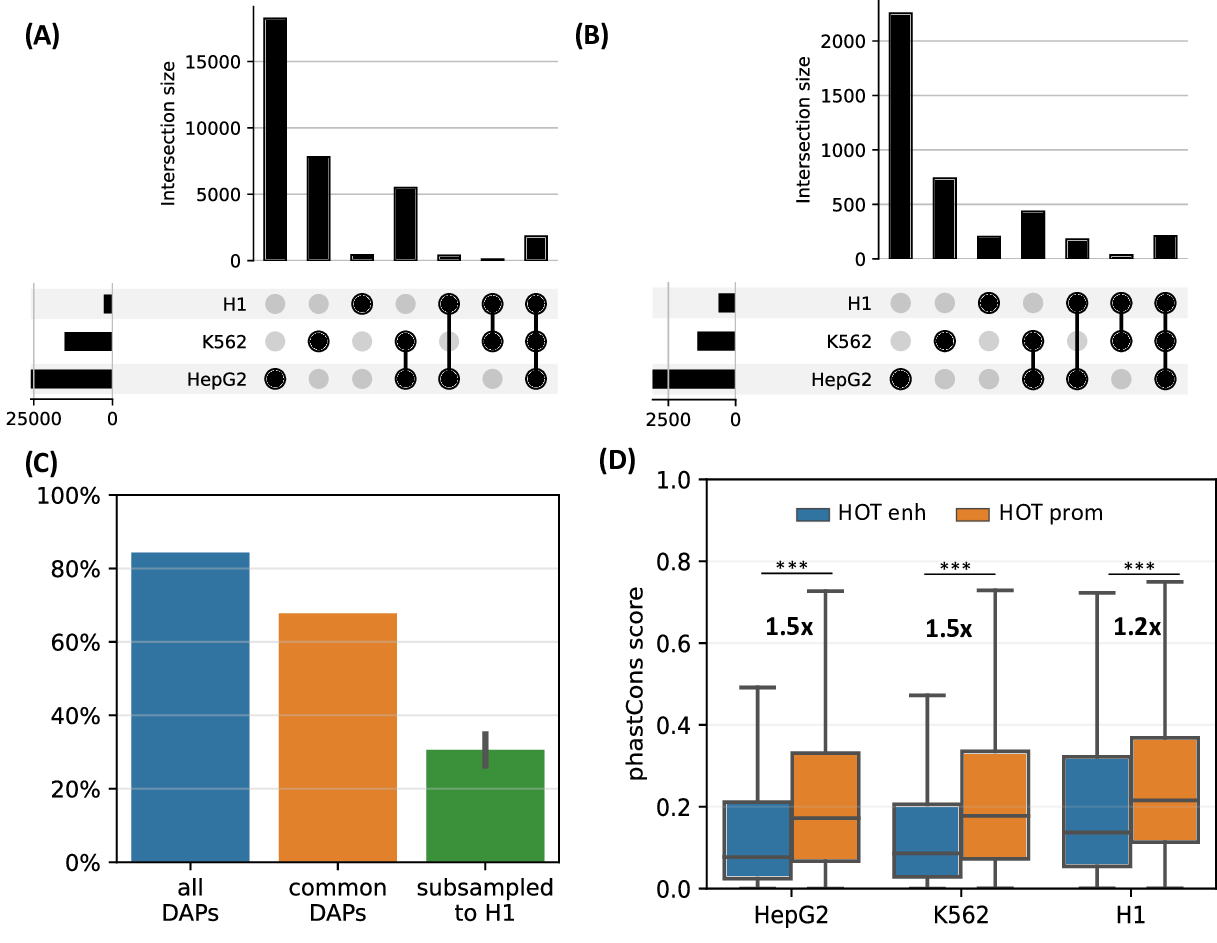 (A)
Intersection size
15000
10000
5000
0
H1
K562
HepG2
25000 0
(B)
Intersection size
2000
1500
1000
500
0
H1
K562
HepG2
2500 0
(C)
100%
80%
60%
40%
20%
0%
all
DAPs
common
DAPs
subsampled
to H1
(D)
phastCons score
1.0
0.8
0.6
0.4
0.2
0.0
HOT enh HOT prom
*** *** ***
1.5x 1.5x 1.2x
HepG2 K562 H1